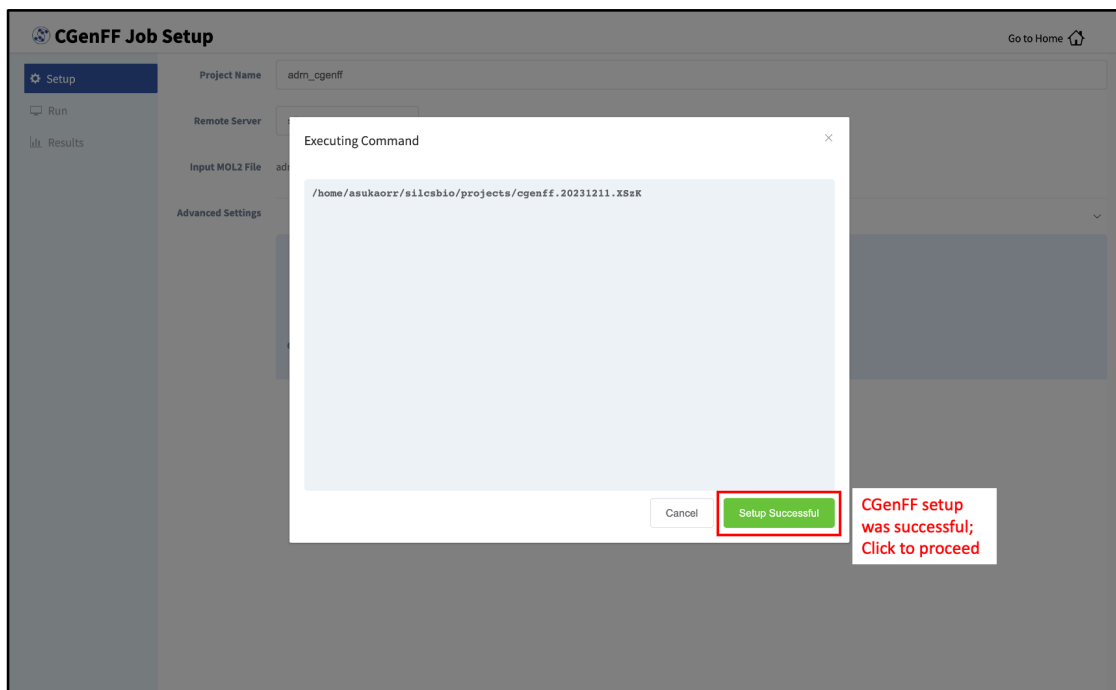 CGenFF Job Setup
Go to Home
Setup
Project Name
adrn_cgenff
Run
Remote Server
Results
Executing Command
Input MOL2 File
/home/asukaorr/silcsbio/projects/cgenff.20231211.XSzK
Advanced Settings
Cancel
Setup Successful
CGenFF setup
was successful;
Click to proceed